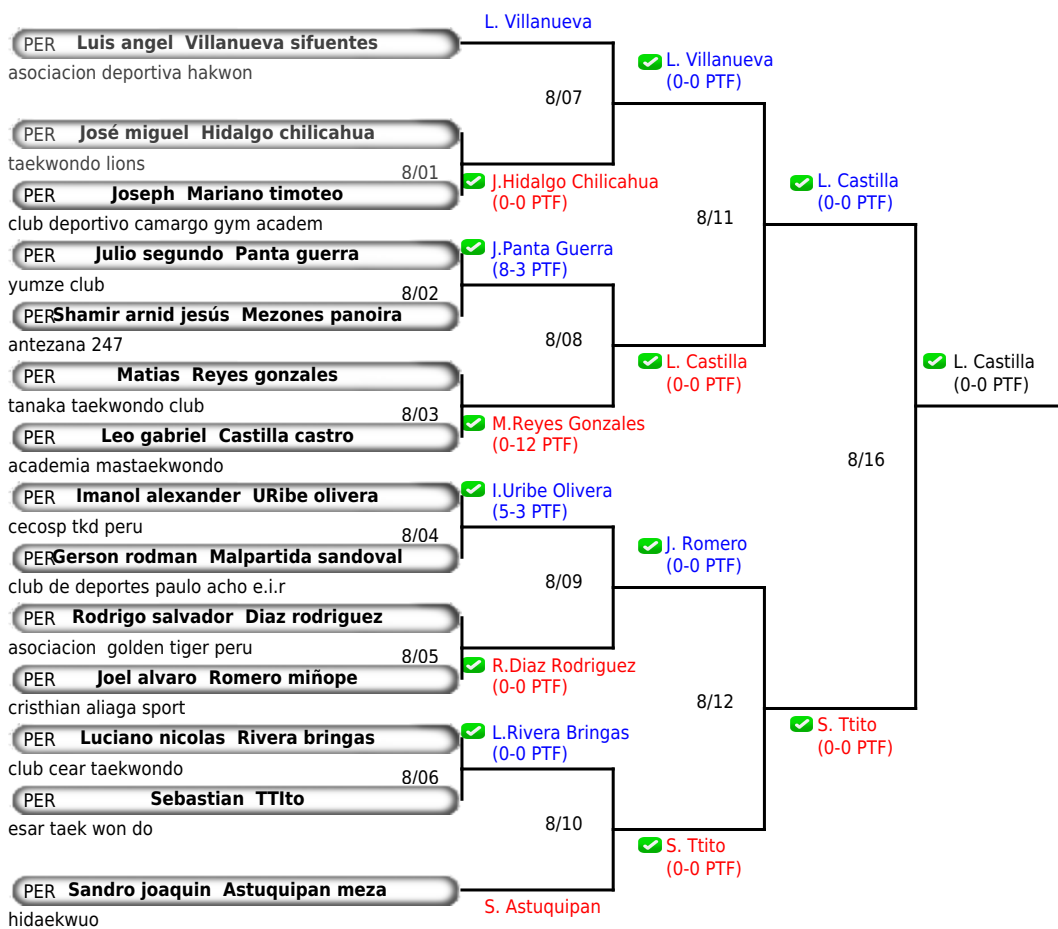 PER Luis angel Villanueva sifuentes
asociacion deportiva hakwon
PER José miguel Hidalgo chilicahua
taekwondo lions
8/01
PER Joseph Mariano timoteo
club deportivo camargo gym academ
PER Julio segundo Panta guerra
yumze club
8/02
PER Shamir arnid jesús Mezones panoira
antezana 247
PER Matias Reyes gonzales
tanaka taekwondo club
8/03
PER Leo gabriel Castilla castro
academia mastaekwondo
PER Imanol alexander URibe olivera
cecosp tkd peru
8/04
PER Gerson rodman Malpartida sandoval
club de deportes paulo acho e.i.r
PER Rodrigo salvador Diaz rodriguez
asociacion golden tiger peru
8/05
PER Joel alvaro Romero miñope
cristhian aliaga sport
PER Luciano nicolas Rivera bringas
club cear taekwondo
8/06
PER Sebastian TTIto
esar taek won do
PER Sandro joaquin Astuquipan meza
hidaekwuo
L. Villanueva
8/07
J.Hidalgo Chilicahua
(0-0 PTF)
J.Panta Guerra
(8-3 PTF)
8/08
M.Reyes Gonzales
(0-12 PTF)
I.Uribe Olivera
(5-3 PTF)
8/09
R.Diaz Rodriguez
(0-0 PTF)
L.Rivera Bringas
(0-0 PTF)
8/10
S. Astuquipan
L. Villanueva
(0-0 PTF)
8/11
L. Castilla
(0-0 PTF)
J. Romero
(0-0 PTF)
8/12
S. Ttito
(0-0 PTF)
L. Castilla
(0-0 PTF)
8/16
S. Ttito
(0-0 PTF)
L. Castilla
(0-0 PTF)